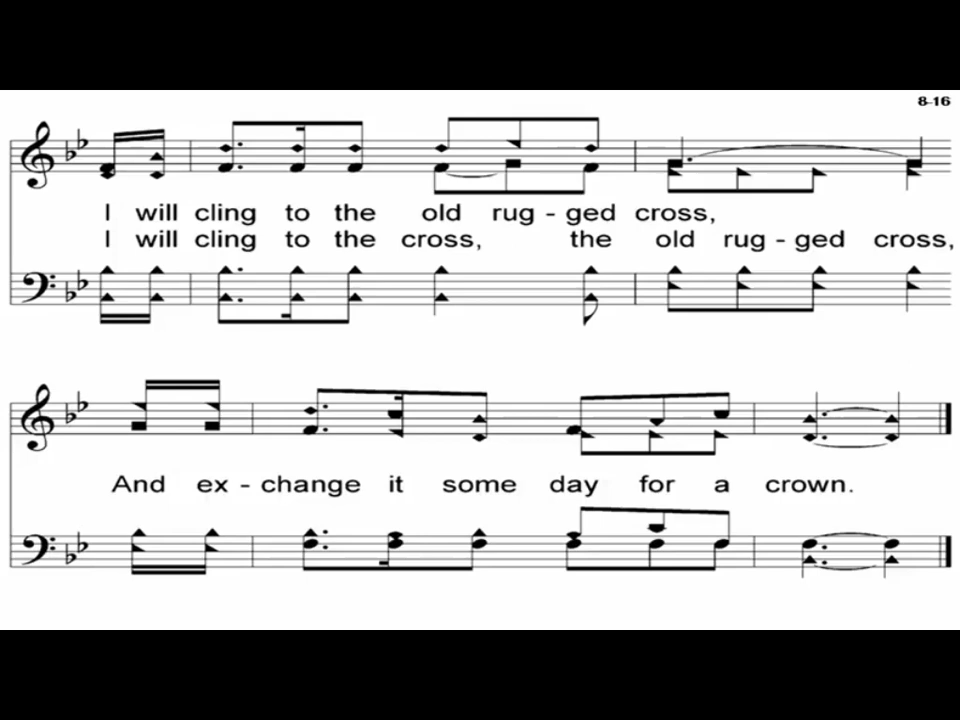 8-16
I will cling to the old rug - ged cross,
I will cling to the cross, the old rug - ged cross,
And ex - change it some day for a crown.